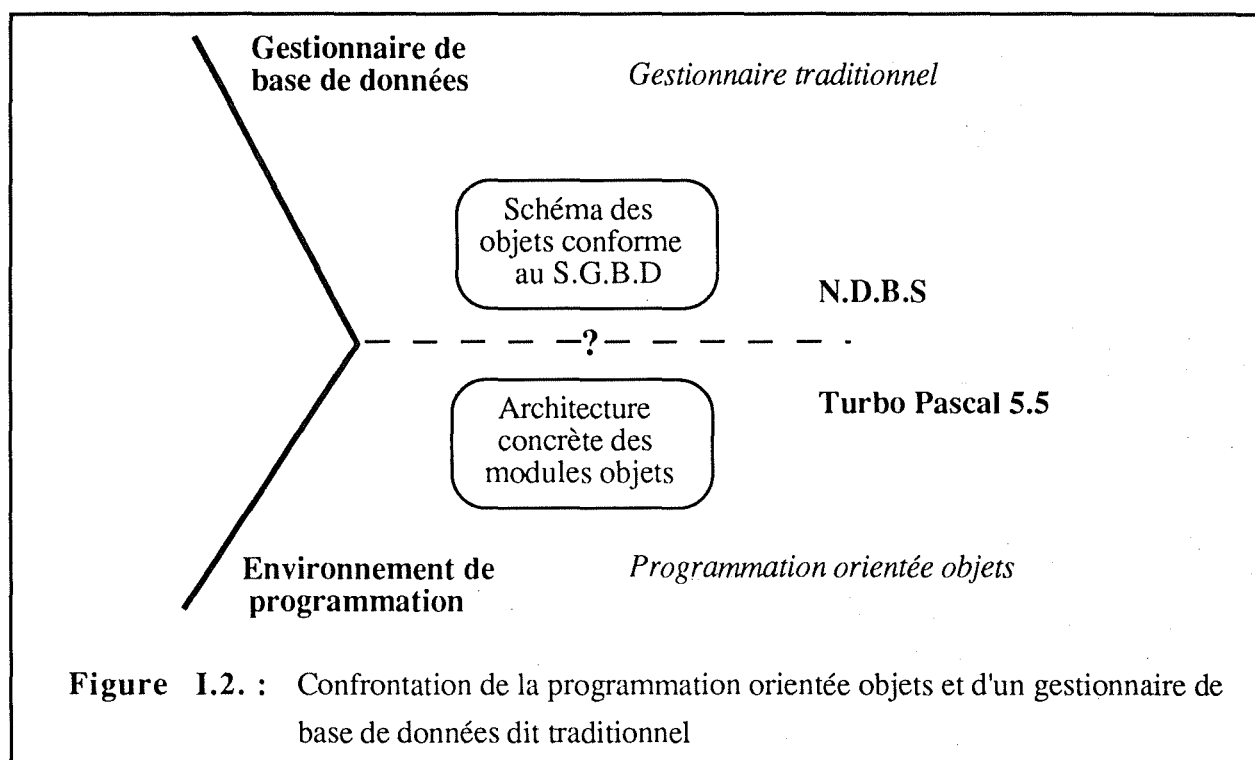 Gestionnaire de
base de données
Gestionnaire traditionnel
Schéma des
objets conforme
au S.G.B.D
N.D.B.S
?
Turbo Pascal 5.5
Architecture
concrète des
modules objets
Environnement de
programmation
Programmation orientée objets
Figure I.2. : Confrontation de la programmation orientée objets et d'un gestionnaire de
base de données dit traditionnel